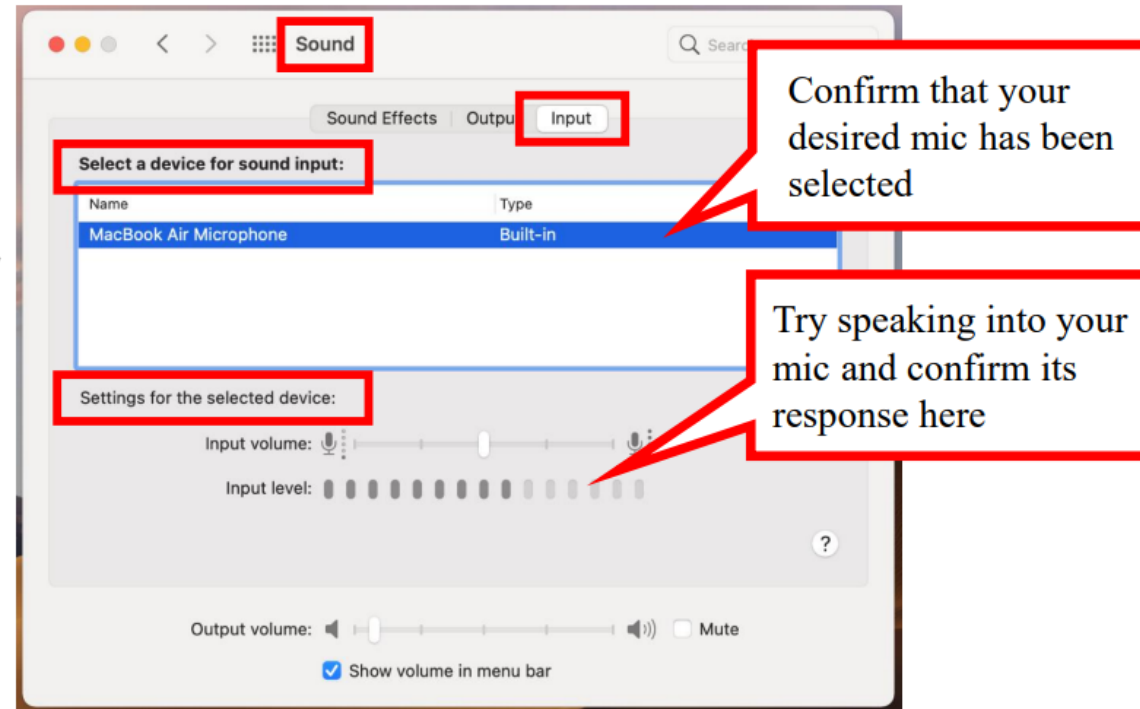 Sound
Sound Effects Output Input
Select a device for sound input:
Name Type
MacBook Air Microphone Built-in
Confirm that your
desired mic has been
selected
Settings for the selected device:
Input volume:
Input level:
Try speaking into your
mic and confirm its
response here
?
Output volume: Mute
Show volume in menu bar